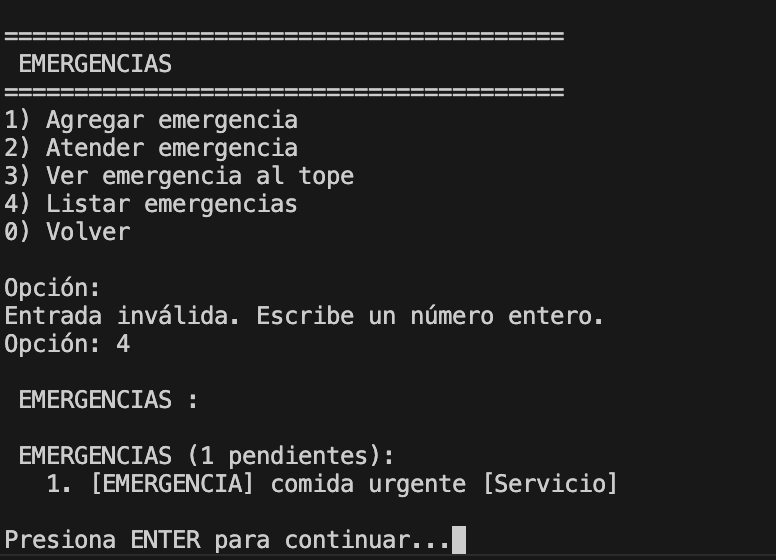 ========================================
EMERGENCIAS
========================================
1) Agregar emergencia
2) Atender emergencia
3) Ver emergencia al tope
4) Listar emergencias
0) Volver
Opción:
Entrada inválida. Escribe un número entero.
Opción: 4
EMERGENCIAS :
EMERGENCIAS (1 pendientes):
1. [EMERGENCIA] comida urgente [Servicio]
Presiona ENTER para continuar...